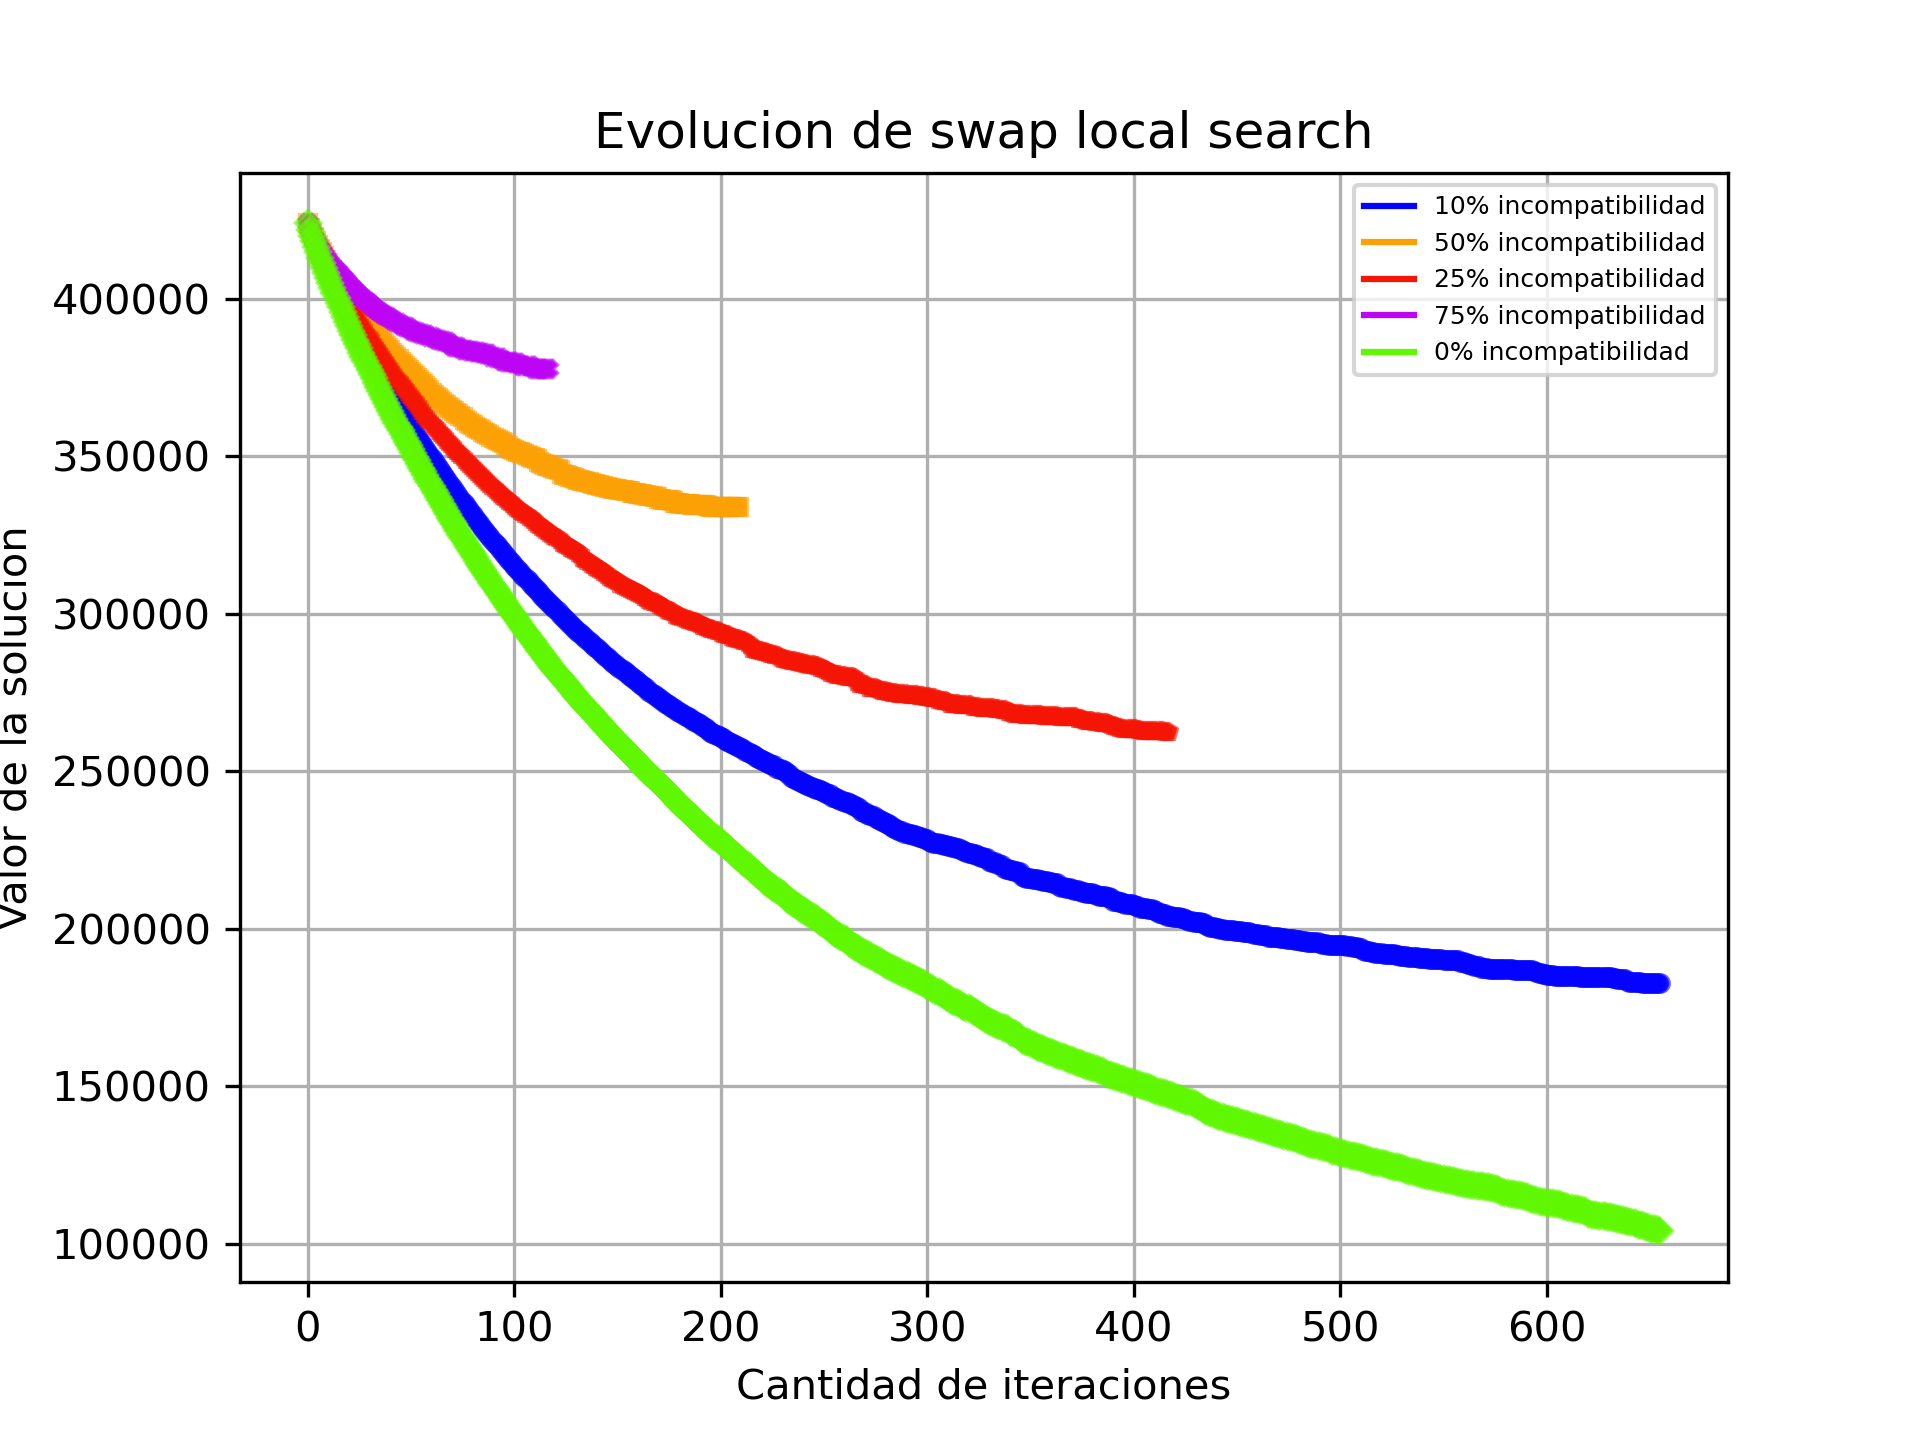 Evolucion de swap local search
10% incompatibilidad
50% incompatibilidad
25% incompatibilidad
75% incompatibilidad
0% incompatibilidad
400000
350000
300000
250000
200000
150000
100000
Valor de la solucion
0 100 200 300 400 500 600
Cantidad de iteraciones